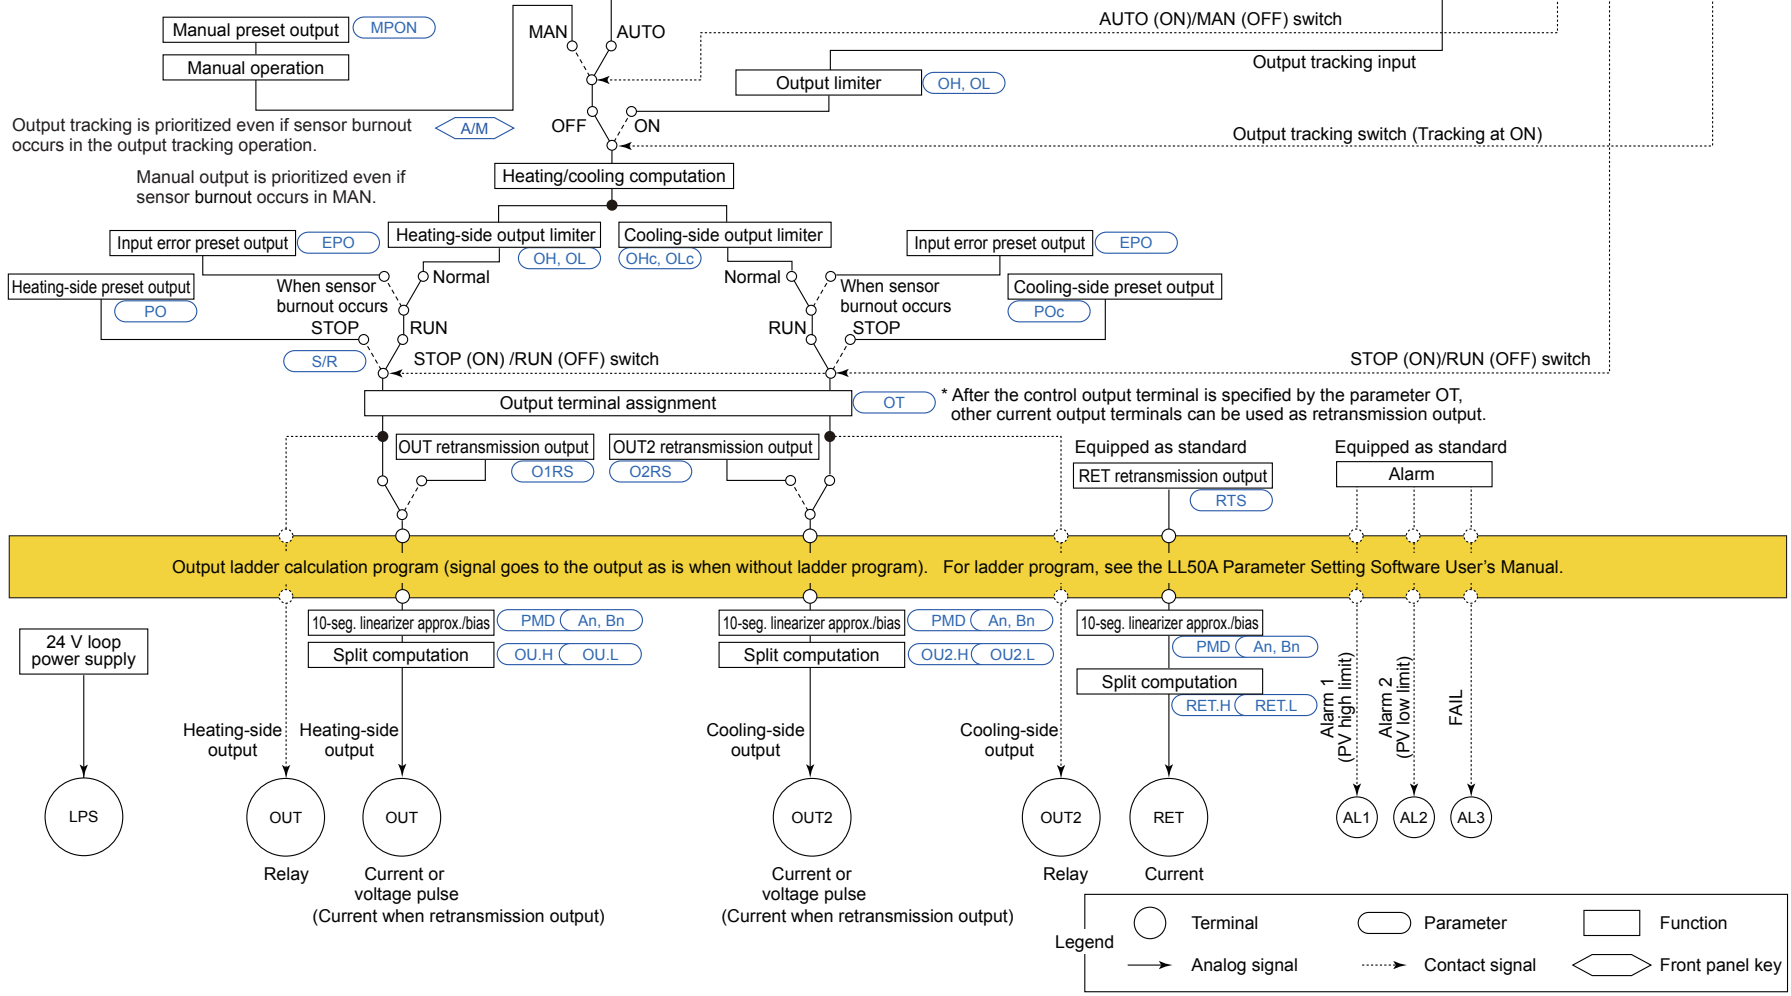 AUTO (ON)/MAN (OFF) switch
Manual preset output
MPON
MAN
AUTO
Manual operation
Output tracking input
Output limiter
OH, OL
Output tracking is prioritized even if sensor burnout
occurs in the output tracking operation.
A/M
OFF
ON
Output tracking switch (Tracking at ON)
Manual output is prioritized even if
sensor burnout occurs in MAN.
Heating/cooling computation
Input error preset output
EPO
Heating-side output limiter
OH, OL
Cooling-side output limiter
OHc, OLc
Input error preset output
EPO
Heating-side preset output
PO
When sensor
burnout occurs
Normal
Normal
When sensor
burnout occurs
Cooling-side preset output
POc
STOP
RUN
RUN
STOP
S/R
STOP (ON) /RUN (OFF) switch
STOP (ON)/RUN (OFF) switch
Output terminal assignment
OT
* After the control output terminal is specified by the parameter OT,
other current output terminals can be used as retransmission output.
OUT retransmission output
O1RS
OUT2 retransmission output
O2RS
Equipped as standard
RET retransmission output
RTS
Equipped as standard
Alarm
Output ladder calculation program (signal goes to the output as is when without ladder program). For ladder program, see the LL50A Parameter Setting Software User's Manual.
24 V loop
power supply
10-seg. linearizer approx./bias
PMD
An, Bn
Split computation
OU.H
OU.L
10-seg. linearizer approx./bias
PMD
An, Bn
Split computation
OU2.H
OU2.L
10-seg. linearizer approx./bias
PMD
An, Bn
Split computation
RET.H
RET.L
Alarm 1
(PV high limit)
Alarm 2
(PV low limit)
FAIL
Heating-side
output
Heating-side
output
Cooling-side
output
Cooling-side
output
LPS
OUT
OUT
OUT2
OUT2
RET
AL1
AL2
AL3
Relay
Current or
voltage pulse
(Current when retransmission output)
Current or
voltage pulse
(Current when retransmission output)
Relay
Current
Legend
Terminal
Parameter
Function
Analog signal
Contact signal
Front panel key